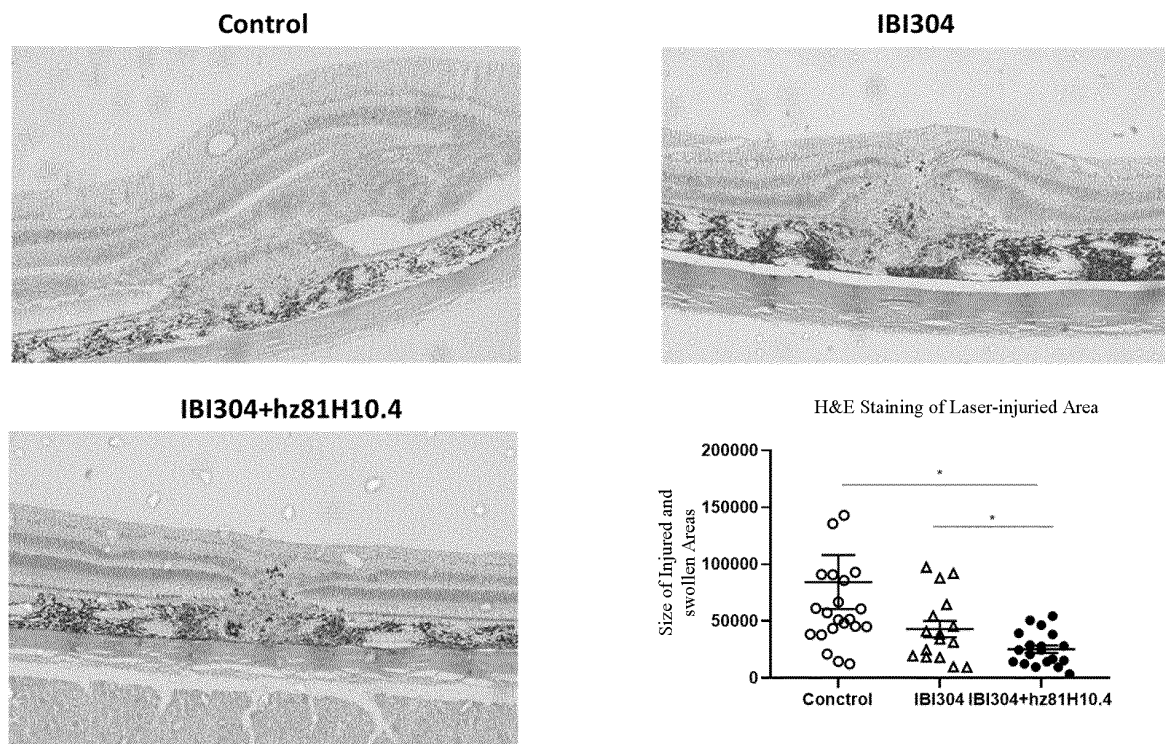 Control
IBI304
IBI304+hz81H10.4
H&E Staining of Laser-injuried Area
Size of Injured and
swollen Areas
200000
150000
100000
50000
0
*
*
Conctrol
IBI304
IBI304+hz81H10.4